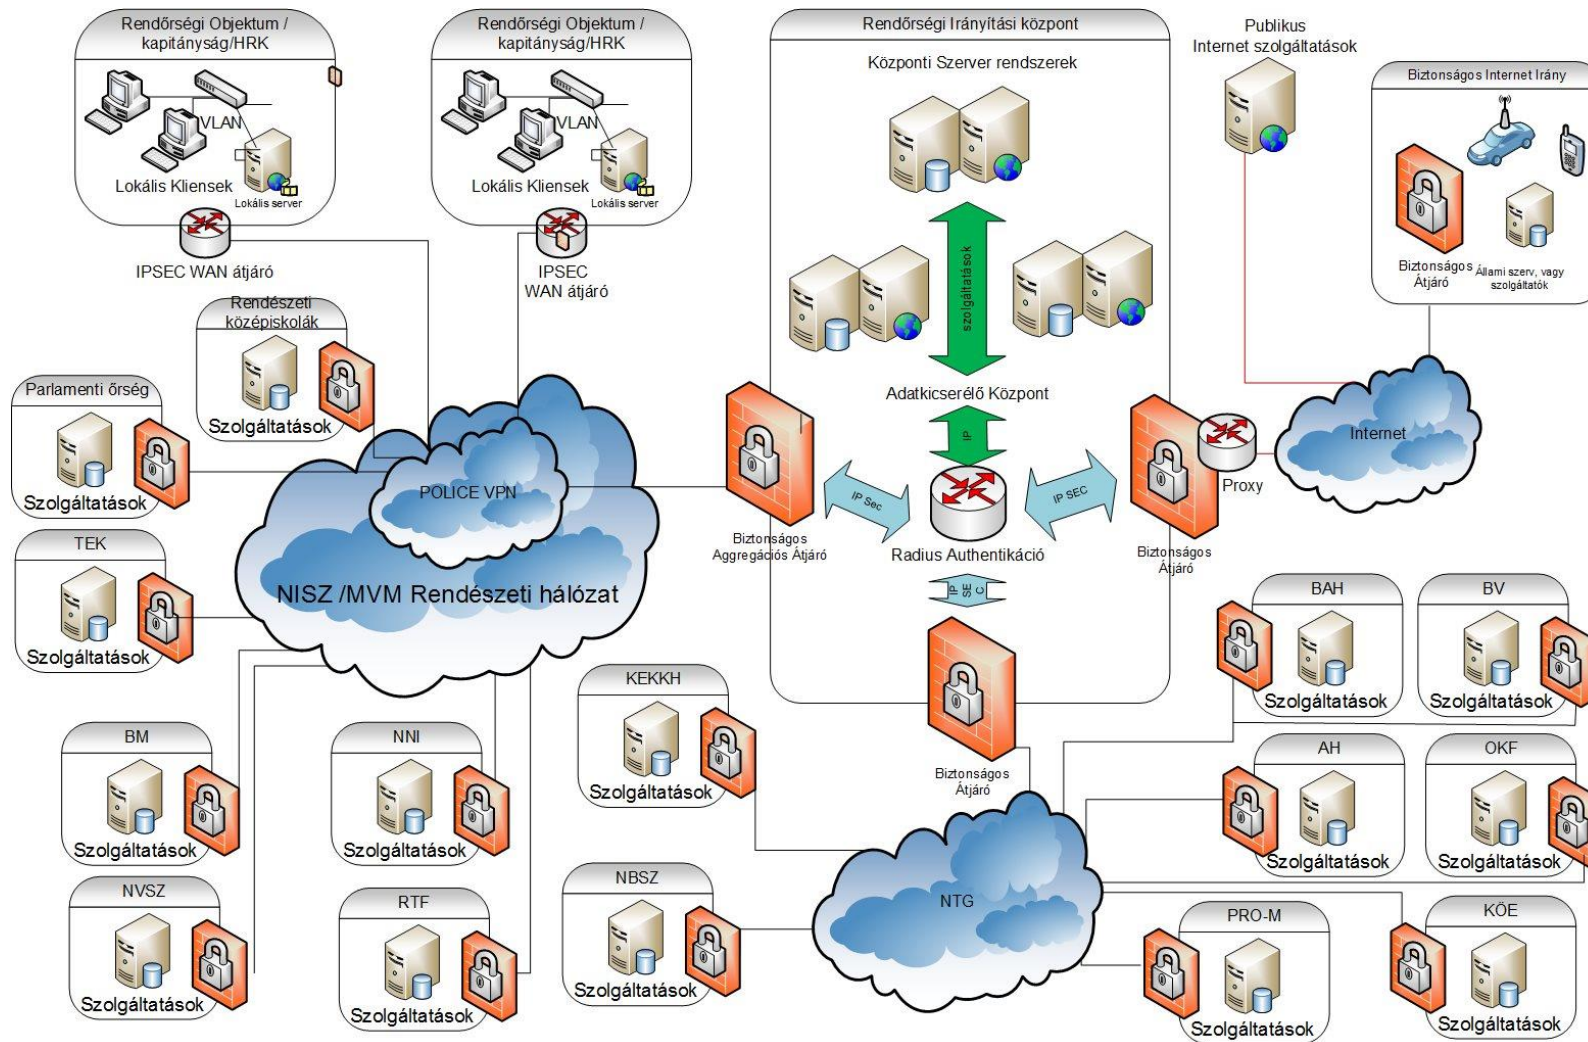 Rendőrségi Objektum /
kapitányság/HRK
VLAN
Lokális Kliensek
Lokális server
IPSEC WAN átjáró
Rendőrségi Objektum /
kapitányság/HRK
VLAN
Lokális Kliensek
Lokális server
IPSEC
WAN átjáró
Rendőrségi Irányítási központ
Központi Szerver rendszerek
szolgáltatások
Adatkicserélő Központ
IP
IP Sec
IP SEC
Radius Authentikáció
IP
SE
C
Biztonságos
Aggregációs Átjáró
Biztonságos
Átjáró
Proxy
Biztonságos
Átjáró
Publikus
Internet szolgáltatások
Biztonságos Internet Irány
Biztonságos
Átjáró
Állami szerv, vagy
szolgáltatók
Internet
Rendészeti
középiskolák
Szolgáltatások
Parlamenti őrség
Szolgáltatások
POLICE VPN
NISZ /MVM Rendészeti hálózat
TEK
Szolgáltatások
BM
Szolgáltatások
NNI
Szolgáltatások
KEKKH
Szolgáltatások
NVSZ
Szolgáltatások
RTF
Szolgáltatások
NBSZ
Szolgáltatások
NTG
BAH
Szolgáltatások
BV
Szolgáltatások
AH
Szolgáltatások
OKF
Szolgáltatások
PRO-M
Szolgáltatások
KÖE
Szolgáltatások